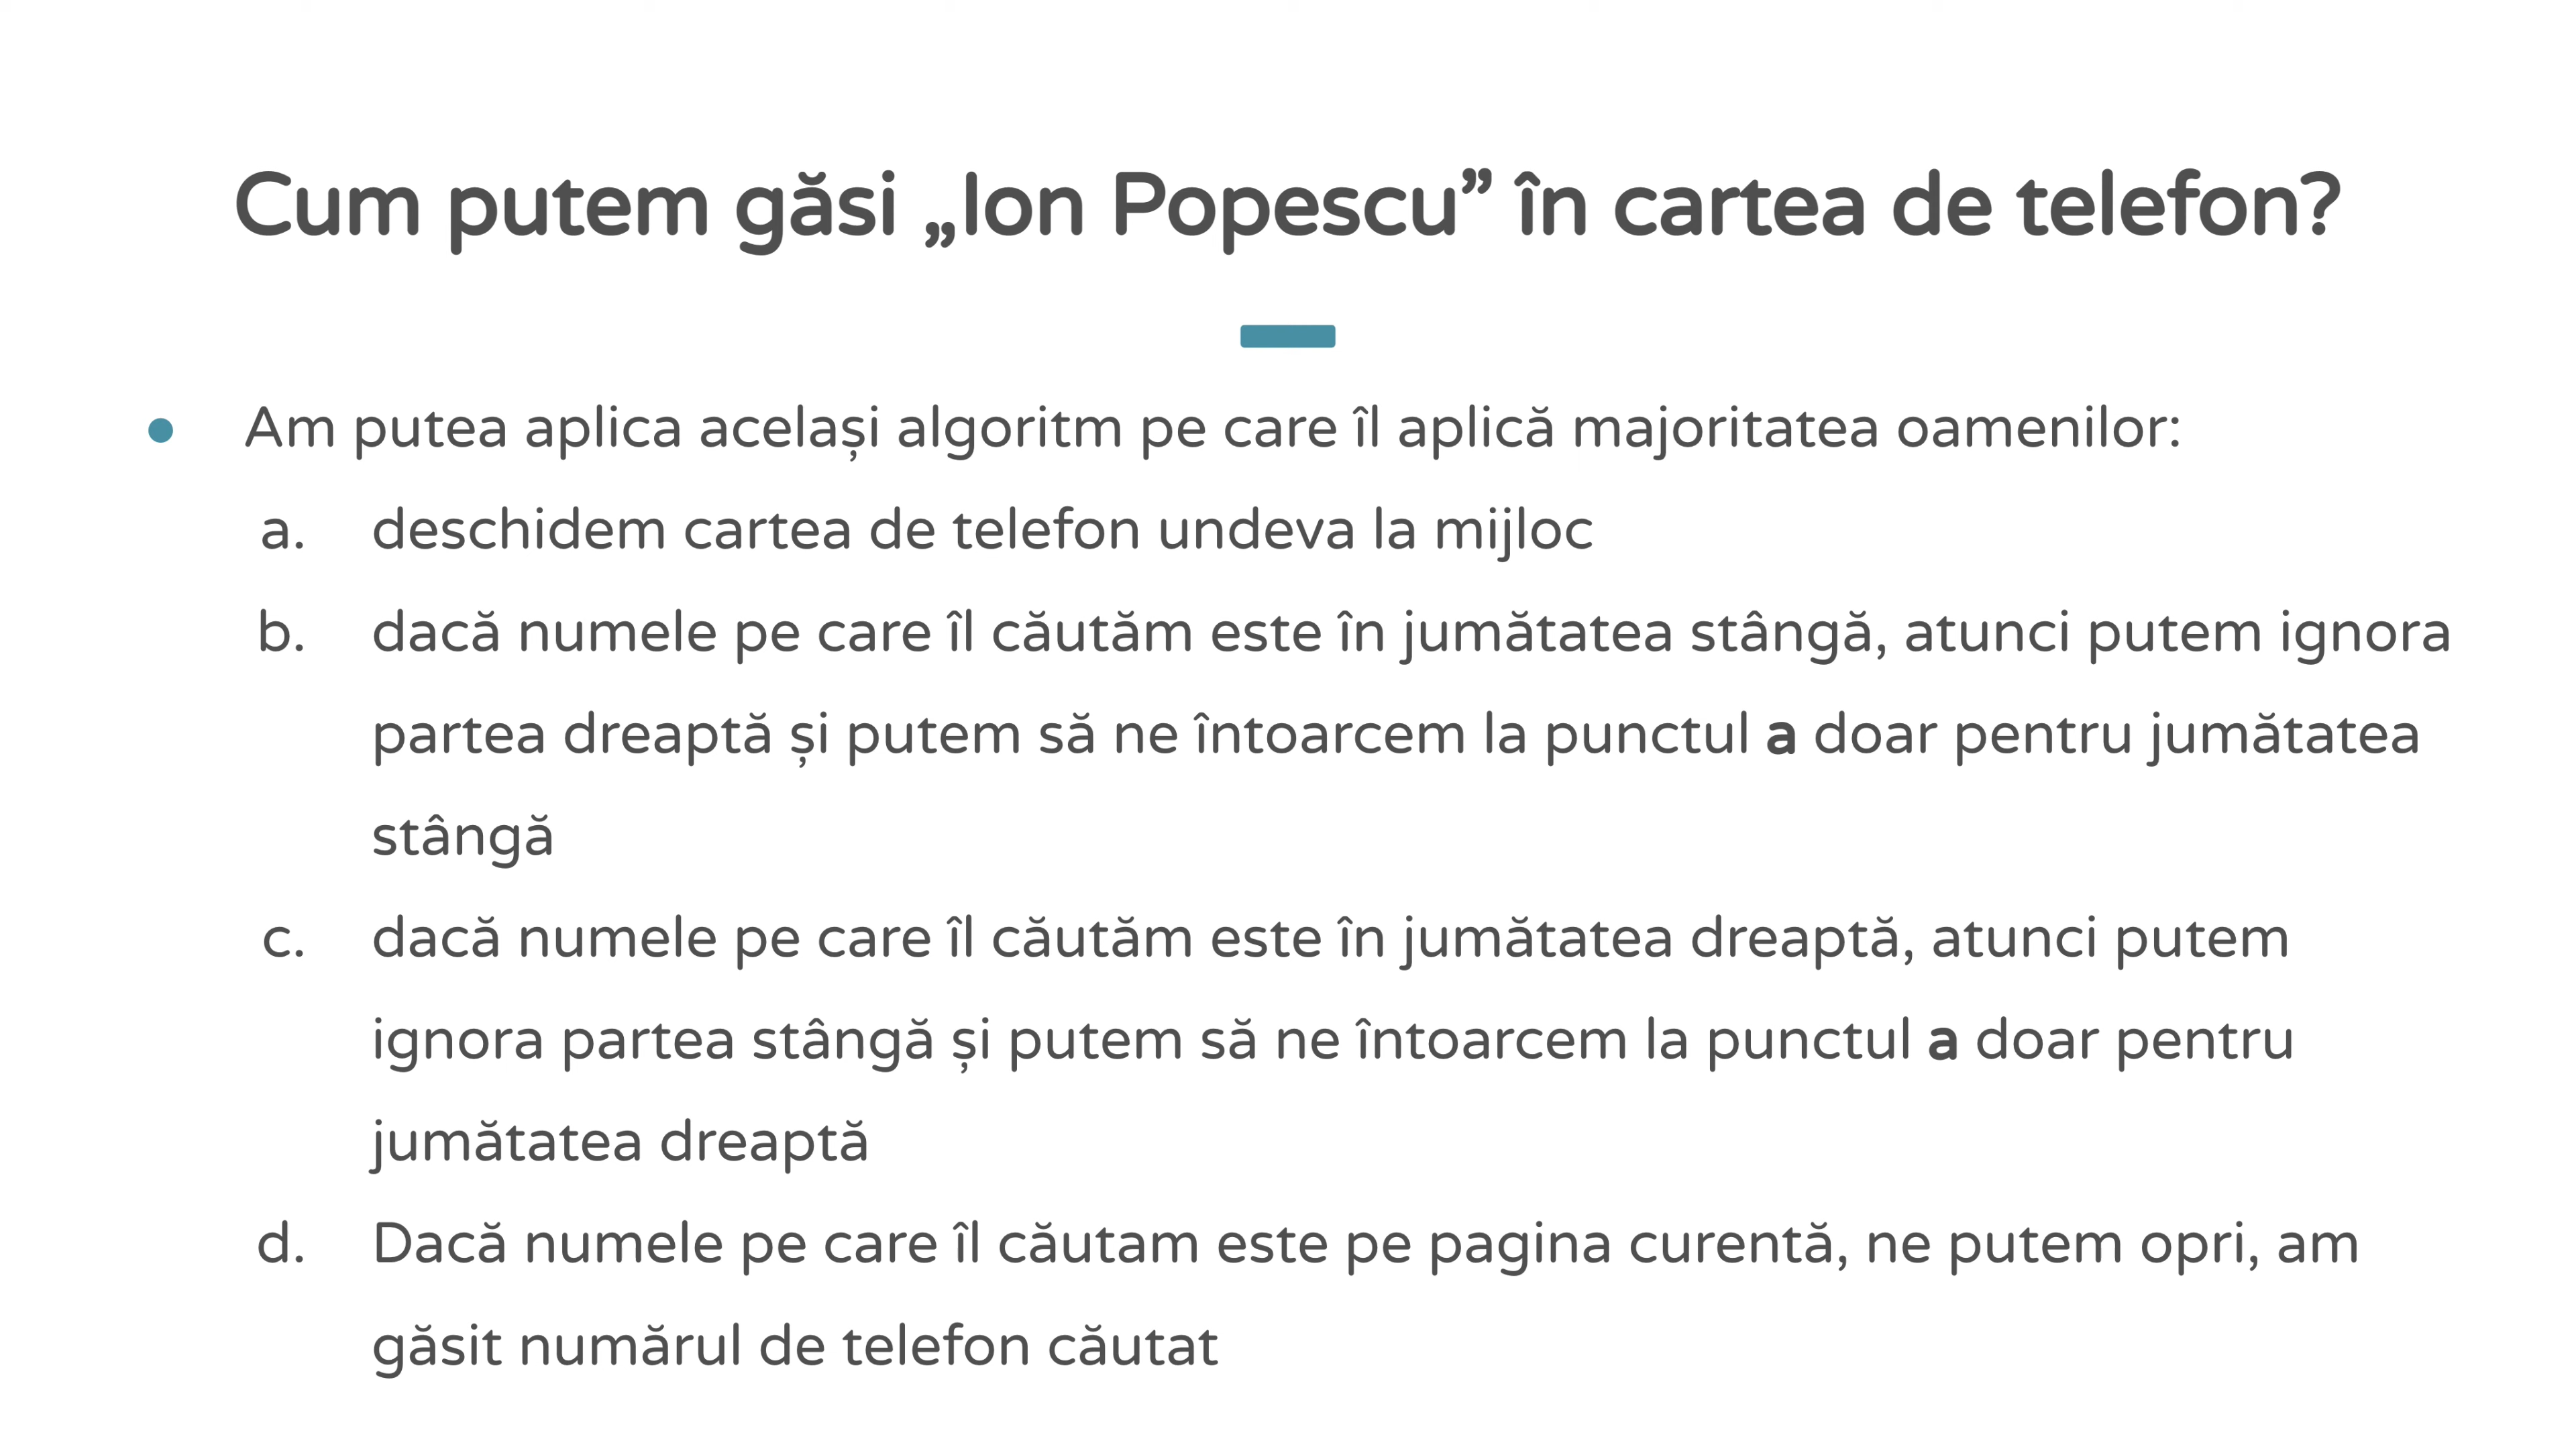 Cum putem găsi „Ion Popescu” în cartea de telefon?
● Am putea aplica același algoritm pe care îl aplică majoritatea oamenilor:
a. deschidem cartea de telefon undeva la mijloc
b. dacă numele pe care îl căutăm este în jumătatea stângă, atunci putem ignora
partea dreaptă și putem să ne întoarcem la punctul a doar pentru jumătatea
stângă
c. dacă numele pe care îl căutăm este în jumătatea dreaptă, atunci putem
ignora partea stângă și putem să ne întoarcem la punctul a doar pentru
jumătatea dreaptă
d. Dacă numele pe care îl căutam este pe pagina curentă, ne putem opri, am
găsit numărul de telefon căutat